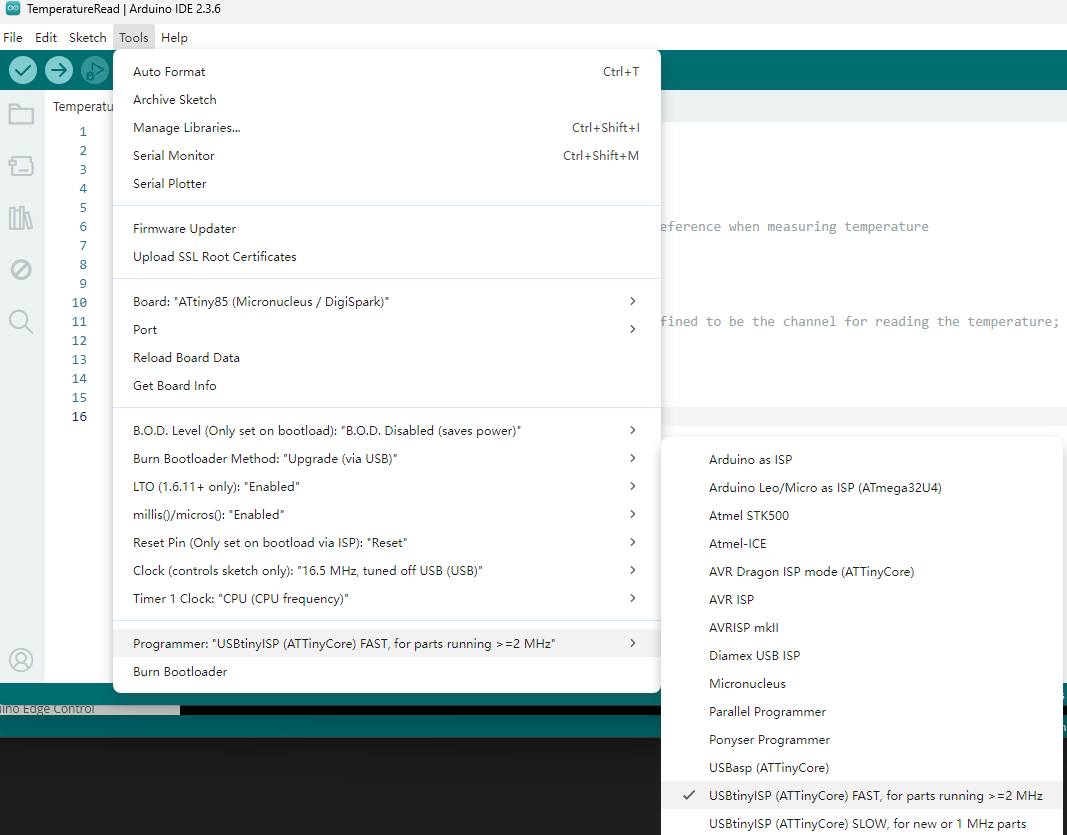 TemperatureRead | Arduino IDE 2.3.6
File Edit Sketch Tools Help
Temperatu
Auto Format Ctrl+T
Archive Sketch
Manage Libraries... Ctrl+Shift+I
Serial Monitor Ctrl+Shift+M
Serial Plotter
Firmware Updater
Upload SSL Root Certificates
Board: "ATtiny85 (Micronucleus / DigiSpark)"
Port
Reload Board Data
Get Board Info
B.O.D. Level (Only set on bootload): "B.O.D. Disabled (saves power)"
Burn Bootloader Method: "Upgrade (via USB)"
LTO (1.6.11+ only): "Enabled"
millis()/micros(): "Enabled"
Reset Pin (Only set on bootload via ISP): "Reset"
Clock (controls sketch only): "16.5 MHz, tuned off USB (USB)"
Timer 1 Clock: "CPU (CPU frequency)"
Programmer: "USBtinyISP (ATTinyCore) FAST, for parts running >=2 MHz"
Burn Bootloader
1
2
3
4
5
6
7
8
9
10
11
12
13
14
15
16
eference when measuring temperature
fined to be the channel for reading the temperature;
Arduino as ISP
Arduino Leo/Micro as ISP (ATmega32U4)
Atmel STK500
Atmel-ICE
AVR Dragon ISP mode (ATTinyCore)
AVR ISP
AVRISP mkII
Diamex USB ISP
Micronucleus
Parallel Programmer
Ponyser Programmer
USBasp (ATTinyCore)
USBtinyISP (ATTinyCore) FAST, for parts running >=2 MHz
USBtinyISP (ATTinyCore) SLOW, for new or 1 MHz parts
ino Edge Control